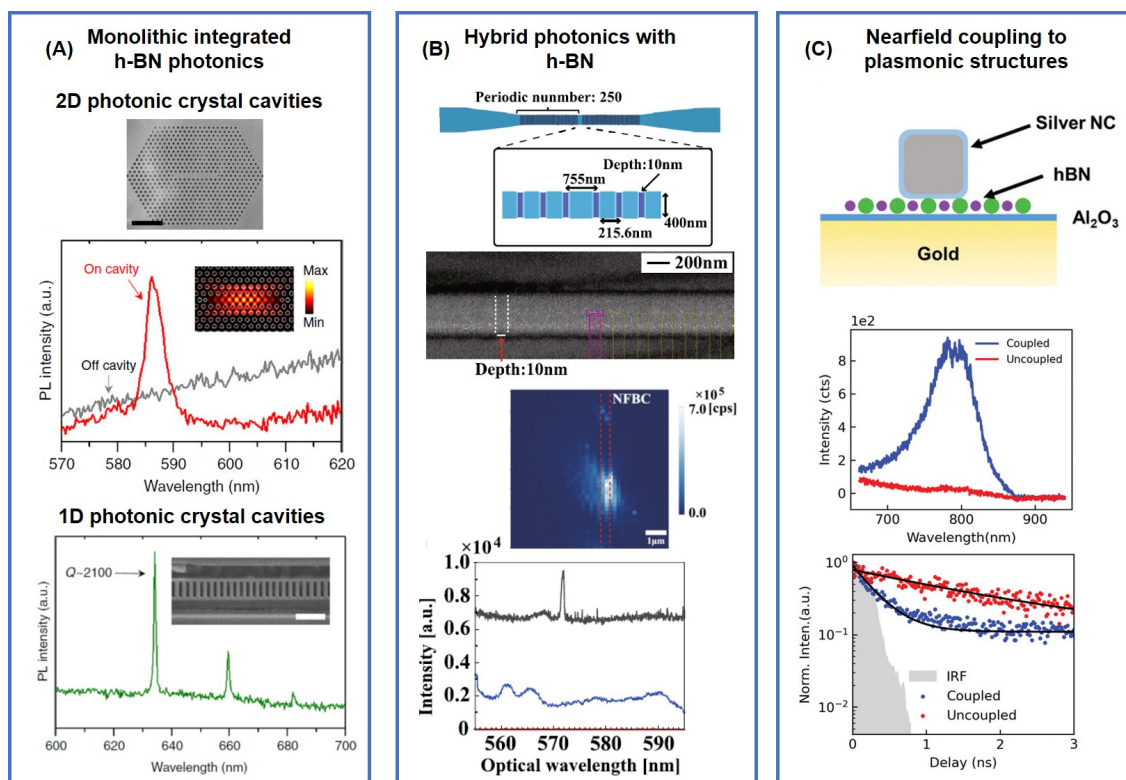 (A) Monolithic integrated
h-BN photonics
2D photonic crystal cavities
On cavity
Max
Min
Off cavity
PL intensity (a.u.)
570 580 590 600 610 620
Wavelength (nm)
1D photonic crystal cavities
Q~2100
PL intensity (a.u.)
600 620 640 660 680 700
Wavelength (nm)
(B) Hybrid photonics with
h-BN
Periodic nunmber: 250
Depth:10nm
755nm
400nm
215.6nm
200nm
Depth:10nm
NFBC
×10⁵
7.0 [cps]
0.0
1μm
×10⁴
1.0
0.8
0.6
0.4
0.2
0
Intensity [a.u.]
560 570 580 590
Optical wavelength [nm]
(C) Nearfield coupling to
plasmonic structures
Silver NC
hBN
Al₂O₃
Gold
1e2
Coupled
Uncoupled
8
6
4
2
0
Intensity (cts)
700 800 900
Wavelength(nm)
10⁰
10⁻¹
10⁻²
Norm. Inten.(a.u.)
IRF
Coupled
Uncoupled
0 1 2 3
Delay (ns)